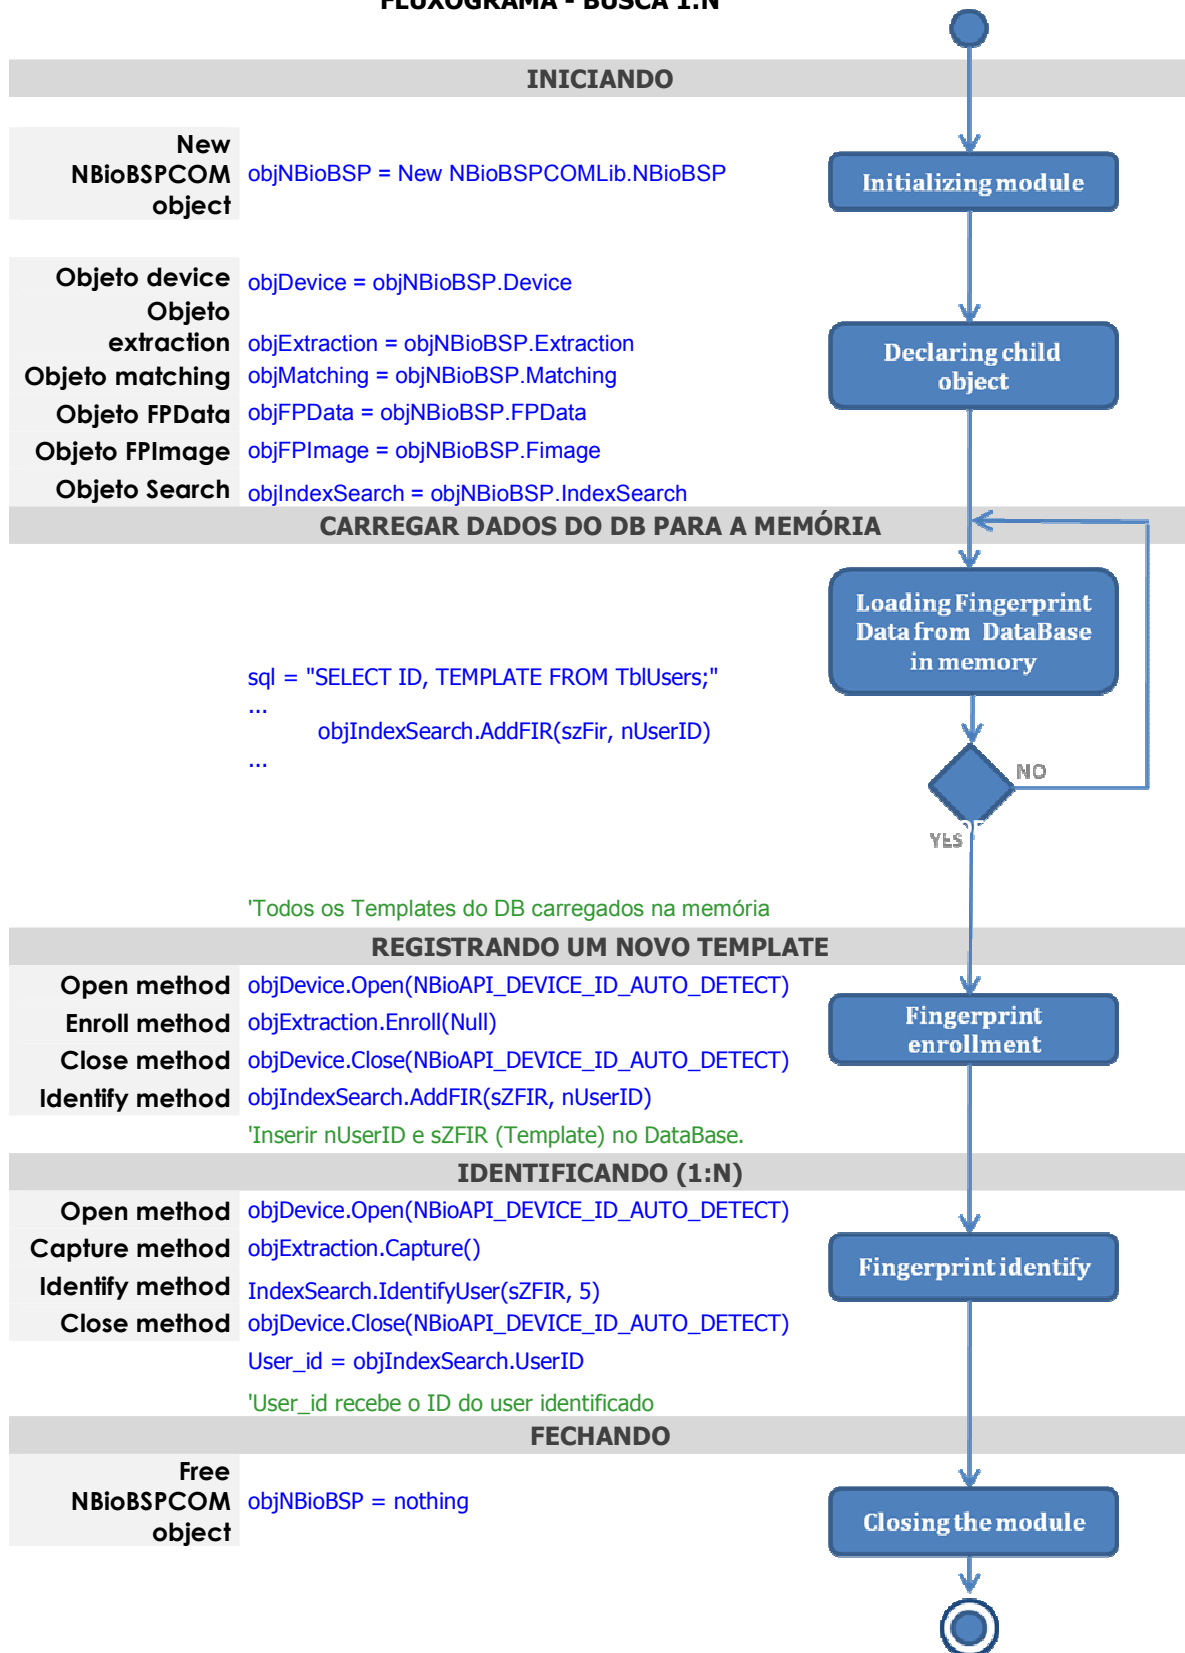 FLUXOGRAMA - BUSCA 1:N
INICIANDO
New
NBioBSPCOM
object
objNBioBSP = New NBioBSPCOMLib.NBioBSP
Initializing module
Objeto device
objDevice = objNBioBSP.Device
Objeto
extraction
objExtraction = objNBioBSP.Extraction
Objeto matching
objMatching = objNBioBSP.Matching
Objeto FPData
objFPData = objNBioBSP.FPData
Objeto FPImage
objFPImage = objNBioBSP.Fimage
Objeto Search
objIndexSearch = objNBioBSP.IndexSearch
Declaring child
object
CARREGAR DADOS DO DB PARA A MEMÓRIA
Loading Fingerprint
Data from DataBase
in memory
sql = "SELECT ID, TEMPLATE FROM TblUsers;"
...
objIndexSearch.AddFIR(szFir, nUserID)
...
NO
YES
'Todos os Templates do DB carregados na memória
REGISTRANDO UM NOVO TEMPLATE
Open method
objDevice.Open(NBioAPI_DEVICE_ID_AUTO_DETECT)
Enroll method
objExtraction.Enroll(Null)
Close method
objDevice.Close(NBioAPI_DEVICE_ID_AUTO_DETECT)
Identify method
objIndexSearch.AddFIR(sZFIR, nUserID)
'Inserir nUserID e sZFIR (Template) no DataBase.
Fingerprint
enrollment
IDENTIFICANDO (1:N)
Open method
objDevice.Open(NBioAPI_DEVICE_ID_AUTO_DETECT)
Capture method
objExtraction.Capture()
Identify method
IndexSearch.IdentifyUser(sZFIR, 5)
Close method
objDevice.Close(NBioAPI_DEVICE_ID_AUTO_DETECT)
User_id = objIndexSearch.UserID
'User_id recebe o ID do user identificado
Fingerprint identify
FECHANDO
Free
NBioBSPCOM
object
objNBioBSP = nothing
Closing the module